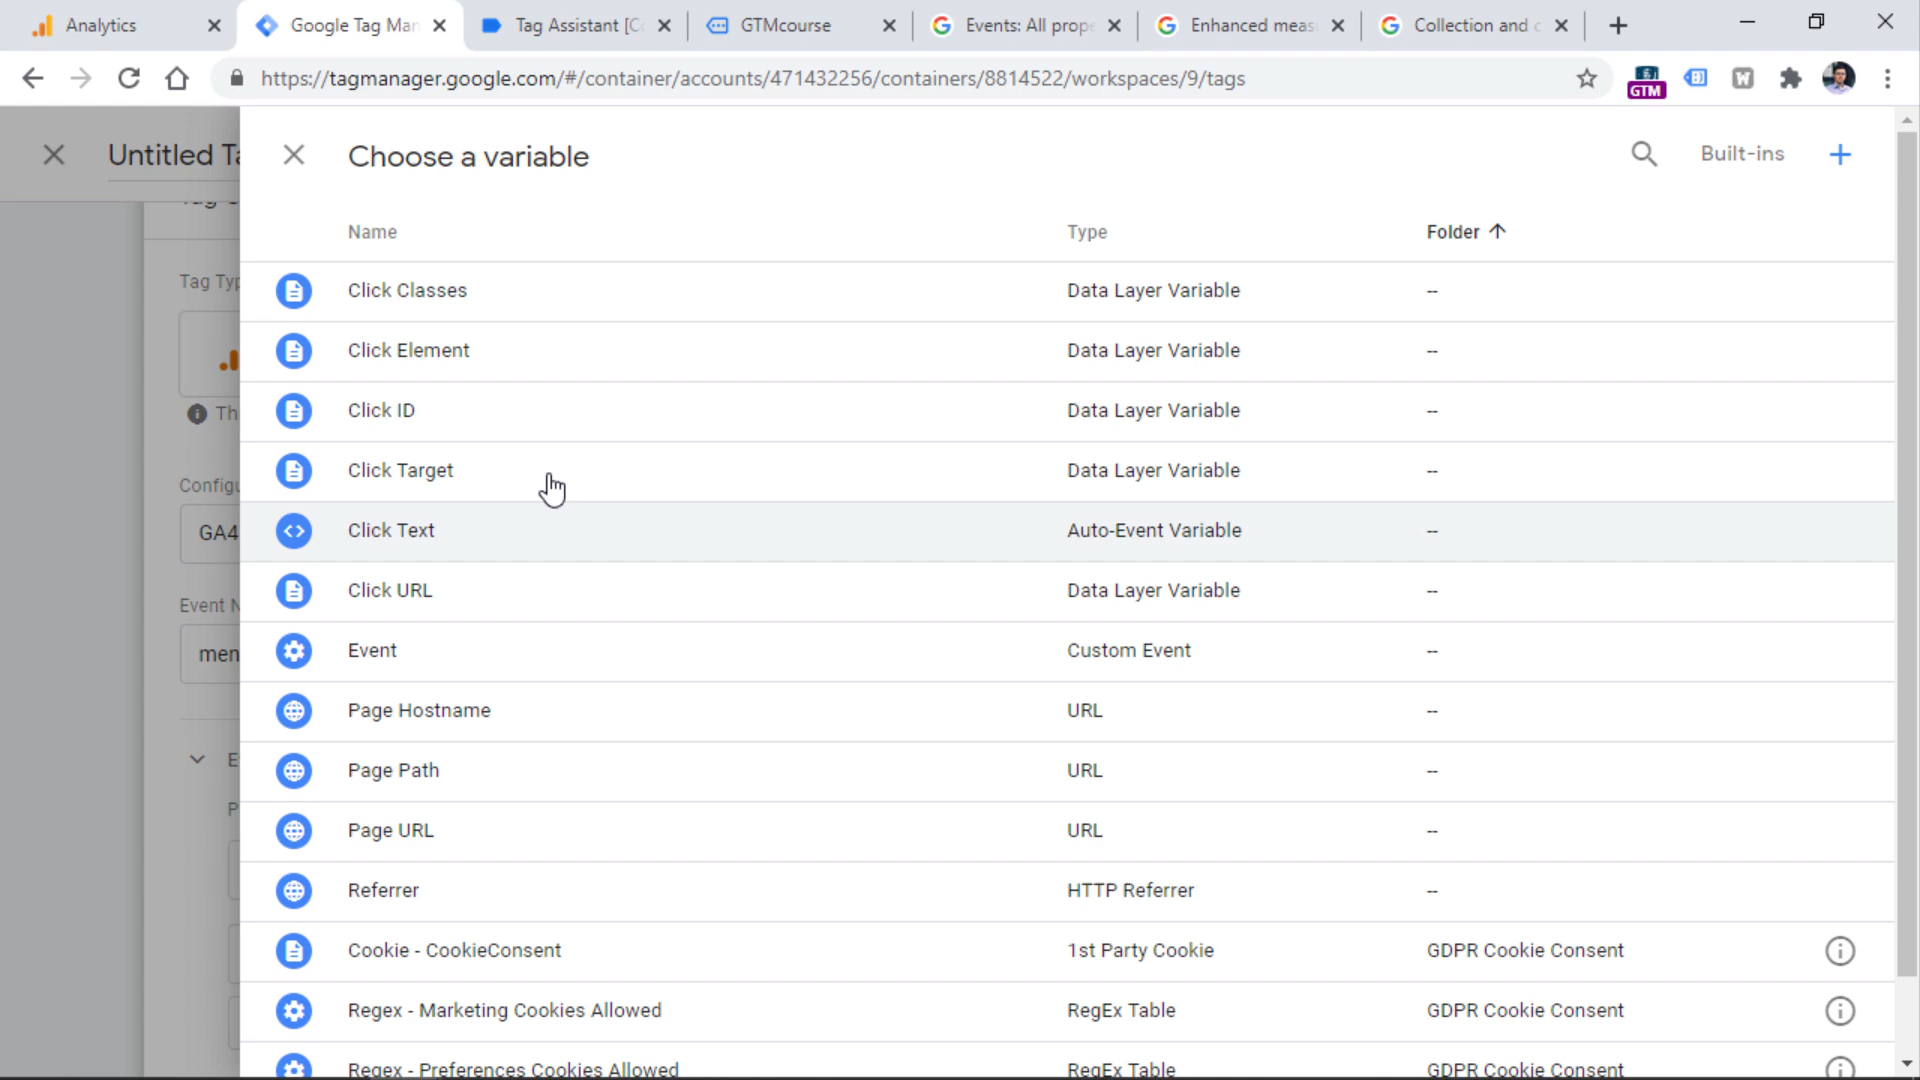 Analytics
Google Tag Man
Tag Assistant [Co
GTMcourse
Events: All prope
Enhanced meas
Collection and c
https://tagmanager.google.com/#/container/accounts/471432256/containers/8814522/workspaces/9/tags
GTM
W
Untitled Ta
Choose a variable
Built-ins
Name Type Folder
Click Classes Data Layer Variable --
Click Element Data Layer Variable --
Click ID Data Layer Variable --
Click Target Data Layer Variable --
Click Text Auto-Event Variable --
Click URL Data Layer Variable --
Event Custom Event --
Page Hostname URL --
Page Path URL --
Page URL URL --
Referrer HTTP Referrer --
Cookie - CookieConsent 1st Party Cookie GDPR Cookie Consent
Regex - Marketing Cookies Allowed RegEx Table GDPR Cookie Consent
Regex - Preferences Cookies Allowed RegEx Table GDPR Cookie Consent
Tag Typ
Th
Configu
GA4
Event N
men
E
P